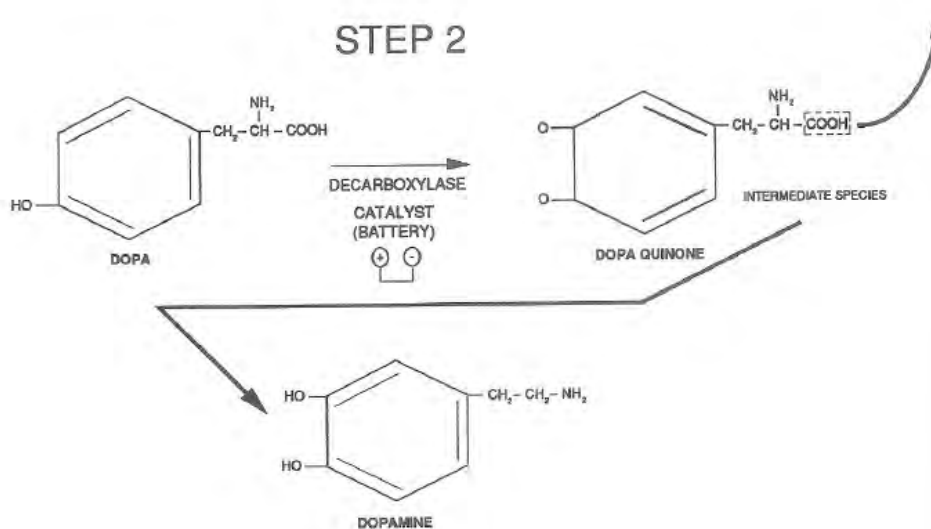 STEP 2
NH₂
CH₂-CH-COOH
HO
DOPA
DECARBOXYLASE
CATALYST
(BATTERY)
+ -
NH₂
CH₂-CH-COOH
O
O
INTERMEDIATE SPECIES
DOPA QUINONE
HO
HO
CH₂-CH₂-NH₂
DOPAMINE